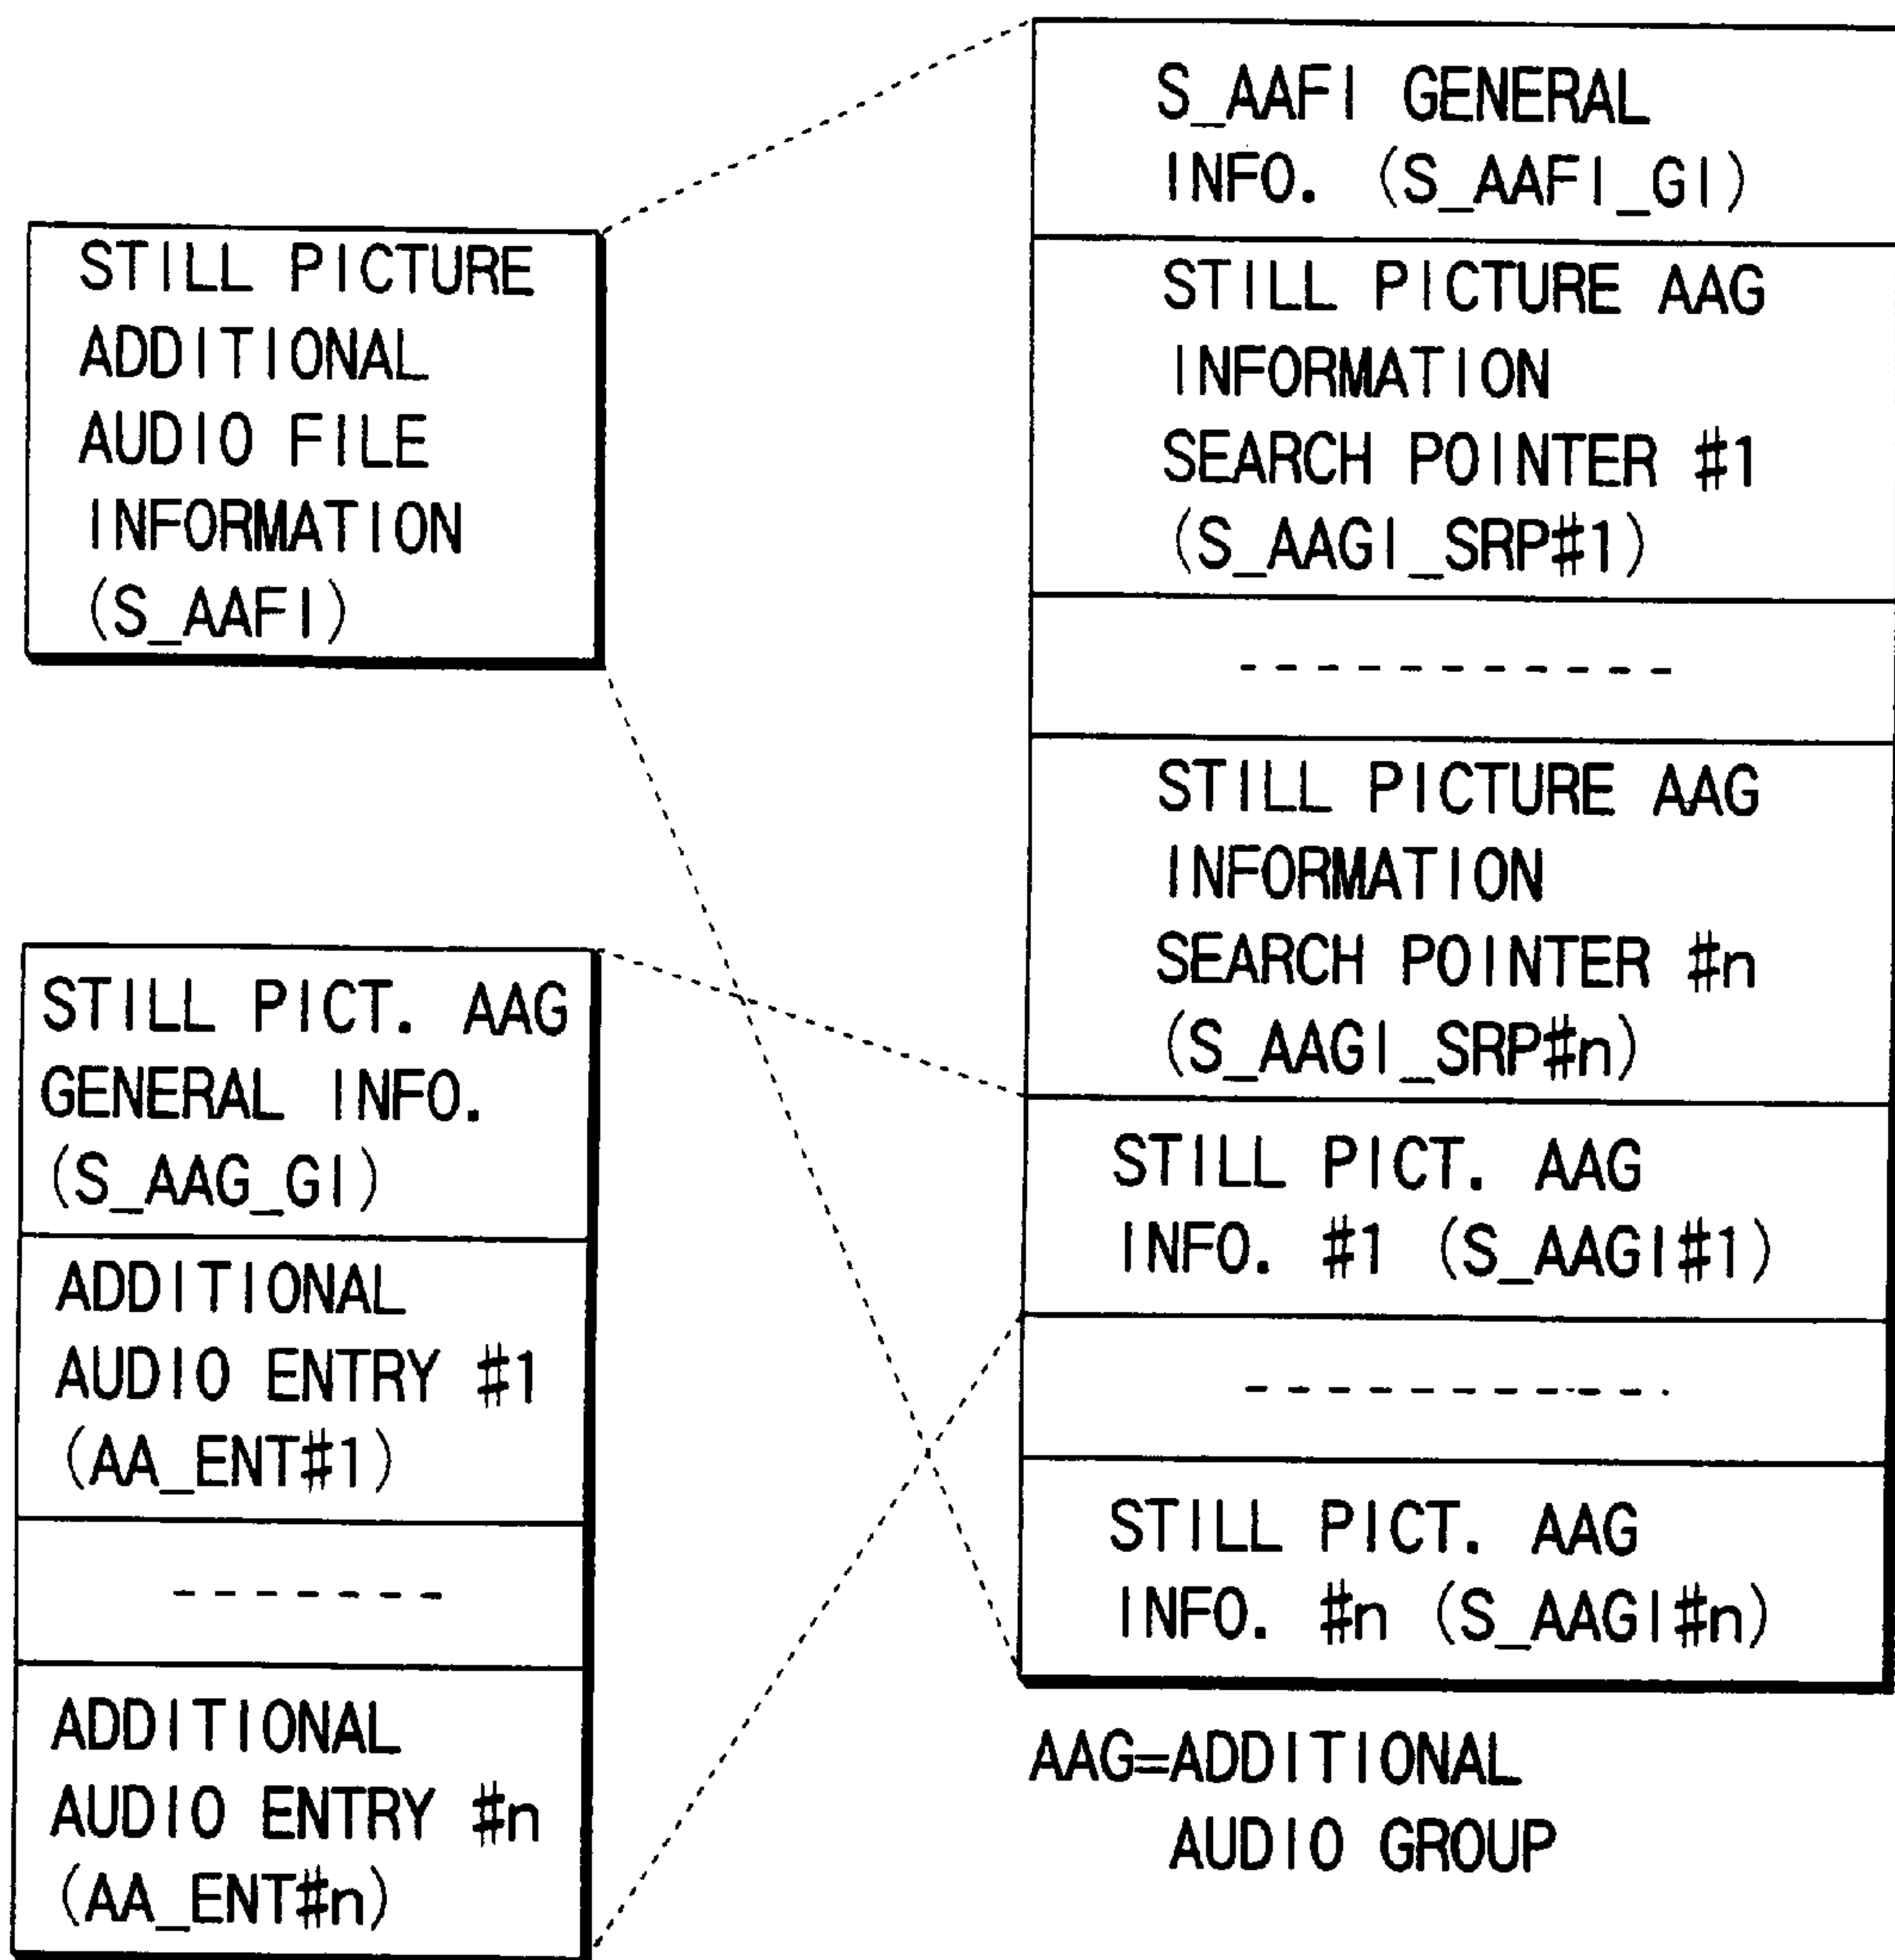 STILL PICTURE
ADDITIONAL
AUDIO FILE
INFORMATION
(S_AAFI)
S_AAFI GENERAL
INFO. (S_AAFI_GI)
STILL PICTURE AAG
INFORMATION
SEARCH POINTER #1
(S_AAGI_SRP#1)
STILL PICTURE AAG
INFORMATION
SEARCH POINTER #n
(S_AAGI_SRP#n)
STILL PICT. AAG
INFO. #1 (S_AAGI#1)
STILL PICT. AAG
INFO. #n (S_AAGI#n)
AAG=ADDITIONAL
AUDIO GROUP
STILL PICT. AAG
GENERAL INFO.
(S_AAG_GI)
ADDITIONAL
AUDIO ENTRY #1
(AA_ENT#1)
ADDITIONAL
AUDIO ENTRY #n
(AA_ENT#n)